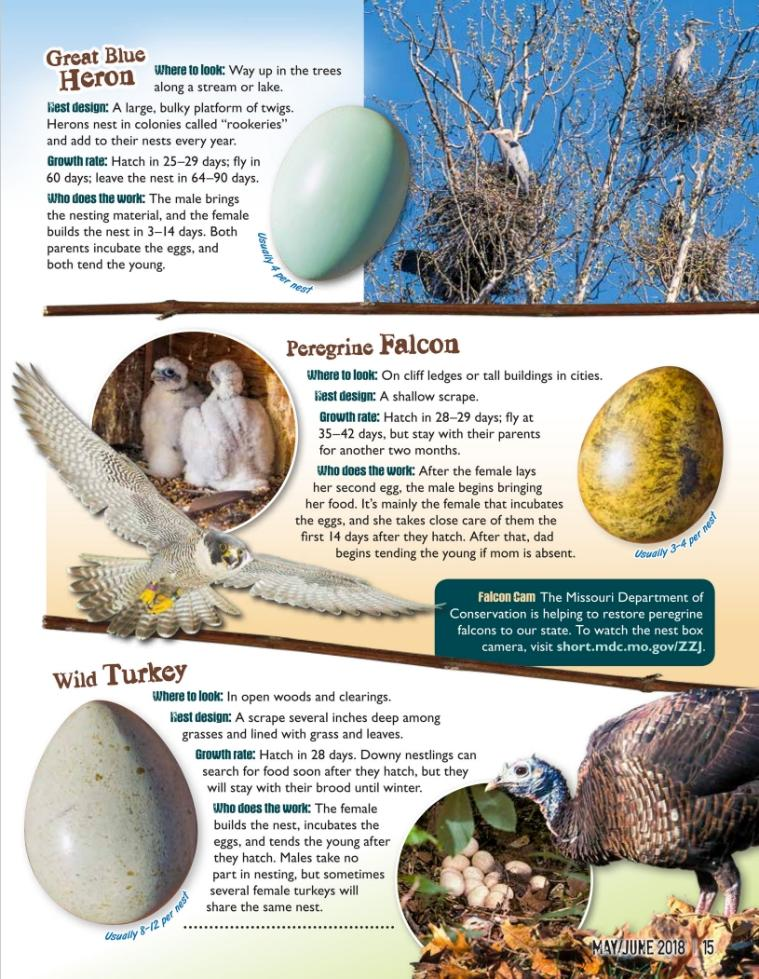 Great Blue
Heron
Where to look: Way up in the trees
along a stream or lake.
Nest design: A large, bulky platform of twigs.
Herons nest in colonies called “rookeries”
and add to their nests every year.
Growth rate: Hatch in 25–29 days; fly in
60 days; leave the nest in 64–90 days.
Who does the work: The male brings
the nesting material, and the female
builds the nest in 3–14 days. Both
parents incubate the eggs, and
both tend the young.
Usually 4 per nest
Peregrine Falcon
Where to look: On cliff ledges or tall buildings in cities.
Nest design: A shallow scrape.
Growth rate: Hatch in 28–29 days; fly at
35–42 days, but stay with their parents
for another two months.
Who does the work: After the female lays
her second egg, the male begins bringing
her food. It’s mainly the female that incubates
the eggs, and she takes close care of them the
first 14 days after they hatch. After that, dad
begins tending the young if mom is absent.
Usually 3–4 per nest
Falcon Cam The Missouri Department of
Conservation is helping to restore peregrine
falcons to our state. To watch the nest box
camera, visit short.mdc.mo.gov/ZZJ.
Wild Turkey
Where to look: In open woods and clearings.
Nest design: A scrape several inches deep among
grasses and lined with grass and leaves.
Growth rate: Hatch in 28 days. Downy nestlings can
search for food soon after they hatch, but they
will stay with their brood until winter.
Who does the work: The female
builds the nest, incubates the
eggs, and tends the young after
they hatch. Males take no
part in nesting, but sometimes
several female turkeys will
share the same nest.
Usually 8–12 per nest
MAY/JUNE 2018 | 15